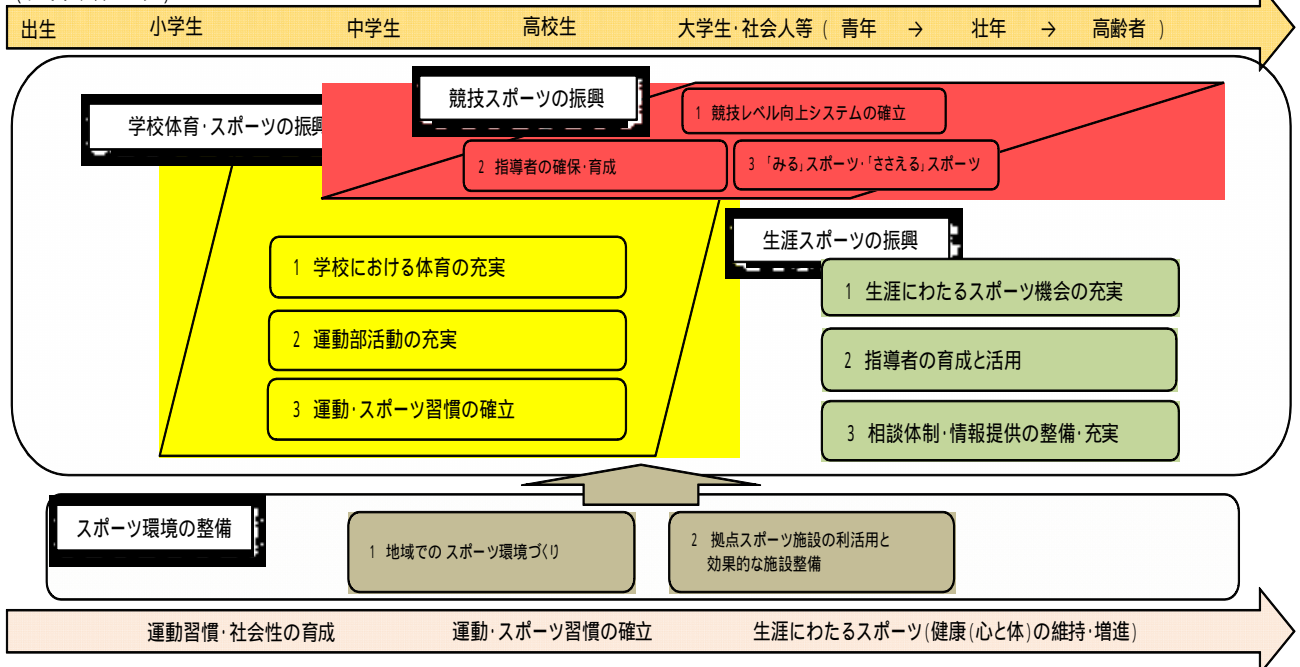 出生 小学生 中学生 高校生 大学生・社会人等( 青年 → 壮年 → 高齢者 )
競技スポーツの振興
学校体育・スポーツの振興
1 競技レベル向上システムの確立
2 指導者の確保・育成
3 「みる」スポーツ・「ささえる」スポーツ
生涯スポーツの振興
1 学校における体育の充実
2 運動部活動の充実
3 運動・スポーツ習慣の確立
1 生涯にわたるスポーツ機会の充実
2 指導者の育成と活用
3 相談体制・情報提供の整備・充実
スポーツ環境の整備
1 地域での スポーツ環境づくり
2 拠点スポーツ施設の利活用と
効果的な施設整備
運動習慣・社会性の育成 運動・スポーツ習慣の確立 生涯にわたるスポーツ(健康(心と体)の維持・増進)